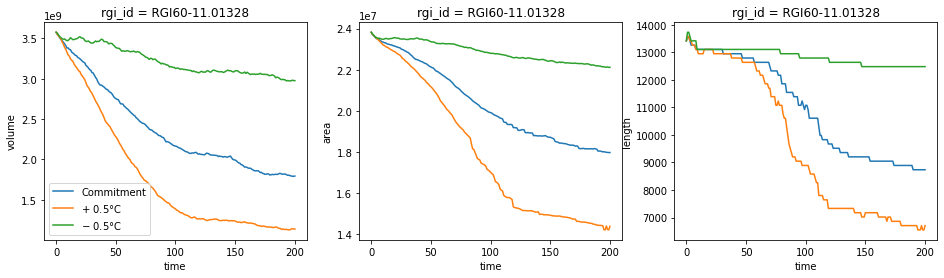 rgi_id = RGI60-11.01328
1e9
3.5
3.0
2.5
2.0
1.5
volume
Commitment
+ 0.5°C
− 0.5°C
0
50
100
150
200
time
rgi_id = RGI60-11.01328
1e7
2.4
2.2
2.0
1.8
1.6
1.4
area
0
50
100
150
200
time
rgi_id = RGI60-11.01328
14000
13000
12000
11000
10000
9000
8000
7000
length
0
50
100
150
200
time